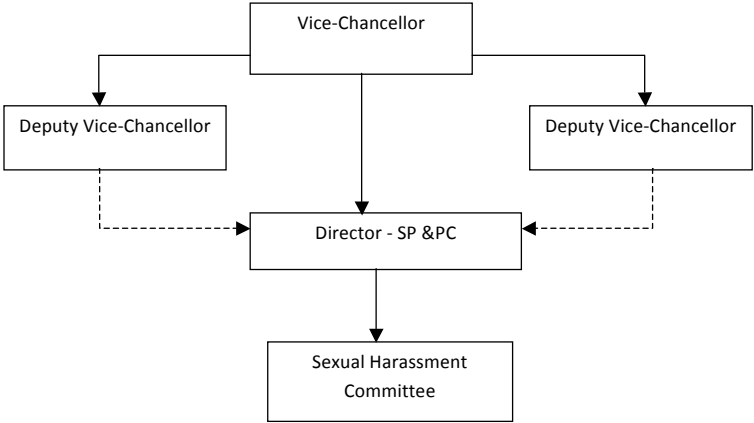 Vice-Chancellor
Deputy Vice-Chancellor
Deputy Vice-Chancellor
Director - SP &PC
Sexual Harassment
Committee